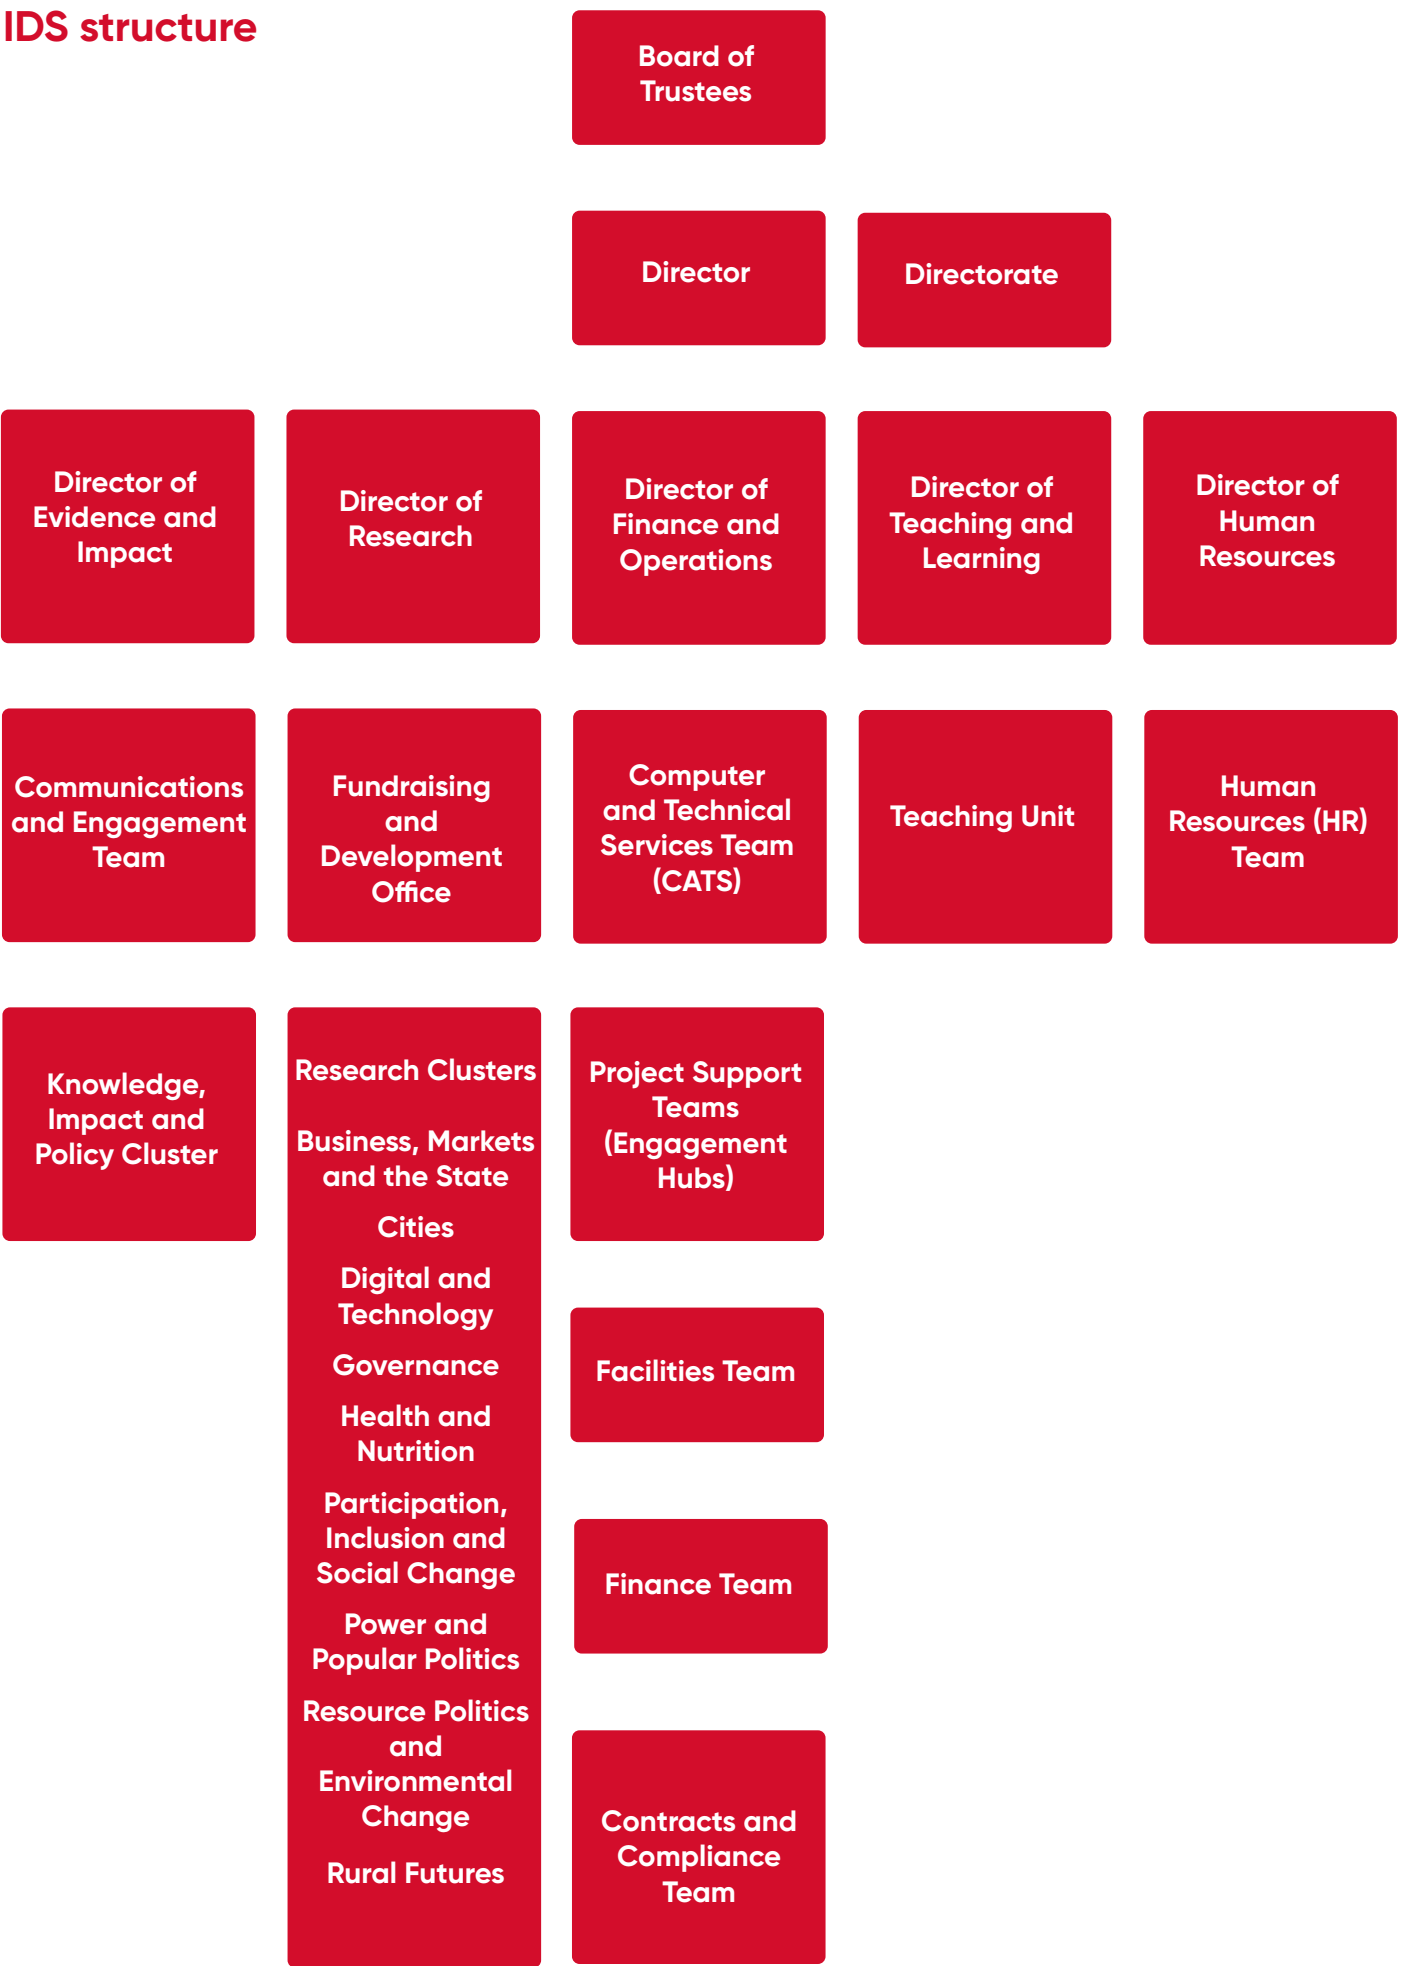 IDS structure
Board of
Trustees
Director
Directorate
Director of
Evidence and
Impact
Director of
Research
Director of
Finance and
Operations
Director of
Teaching and
Learning
Director of
Human
Resources
Communications
and Engagement
Team
Fundraising
and
Development
Office
Computer
and Technical
Services Team
(CATS)
Teaching Unit
Human
Resources (HR)
Team
Knowledge,
Impact and
Policy Cluster
Research Clusters
Business, Markets
and the State
Cities
Digital and
Technology
Governance
Health and
Nutrition
Participation,
Inclusion and
Social Change
Power and
Popular Politics
Resource Politics
and
Environmental
Change
Rural Futures
Project Support
Teams
(Engagement
Hubs)
Facilities Team
Finance Team
Contracts and
Compliance
Team